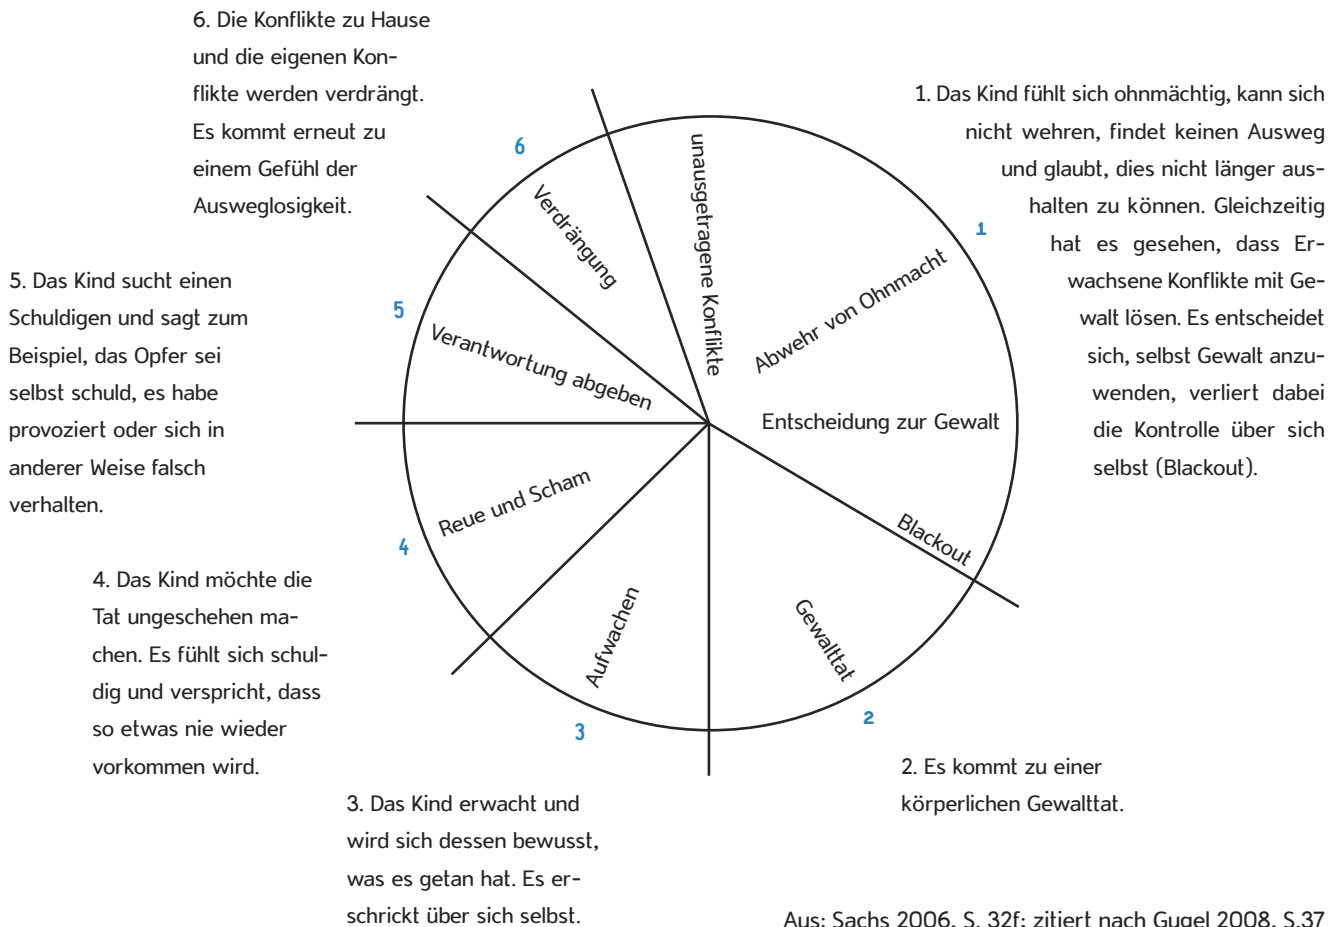 6. Die Konflikte zu Hause
und die eigenen Kon-
flikte werden verdrängt.
Es kommt erneut zu
einem Gefühl der
Ausweglosigkeit.
1. Das Kind fühlt sich ohnmächtig, kann sich
nicht wehren, findet keinen Ausweg
und glaubt, dies nicht länger aus-
halten zu können. Gleichzeitig
hat es gesehen, dass Er-
wachsene Konflikte mit Ge-
walt lösen. Es entscheidet
sich, selbst Gewalt anzu-
wenden, verliert dabei
die Kontrolle über sich
selbst (Blackout).
5. Das Kind sucht einen
Schuldigen und sagt zum
Beispiel, das Opfer sei
selbst schuld, es habe
provoziert oder sich in
anderer Weise falsch
verhalten.
4. Das Kind möchte die
Tat ungeschehen ma-
chen. Es fühlt sich schul-
dig und verspricht, dass
so etwas nie wieder
vorkommen wird.
3. Das Kind erwacht und
wird sich dessen bewusst,
was es getan hat. Es er-
schrickt über sich selbst.
2. Es kommt zu einer
körperlichen Gewalttat.
6
Verdrängung
unausgetragene Konflikte
1
Abwehr von Ohnmacht
Entscheidung zur Gewalt
Blackout
5
Verantwortung abgeben
4
Reue und Scham
3
Aufwachen
2
Gewalttat
Aus: Sachs 2006, S. 32f; zitiert nach Gugel 2008, S.37